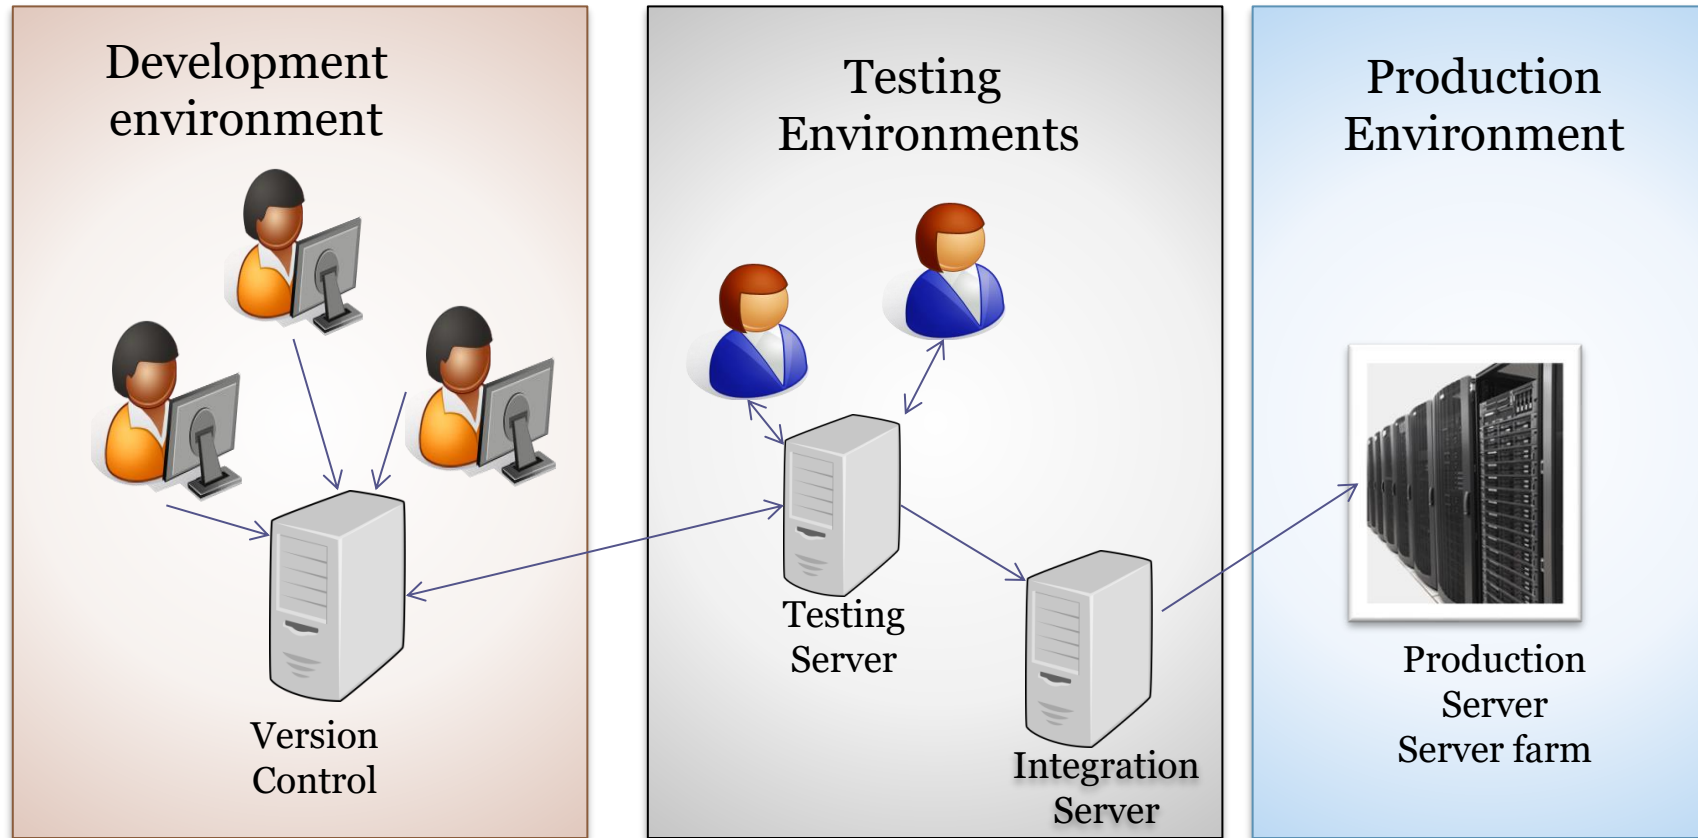 Development
environment
Version
Control
Testing
Environments
Testing
Server
Integration
Server
Production
Environment
Production
Server
Server farm